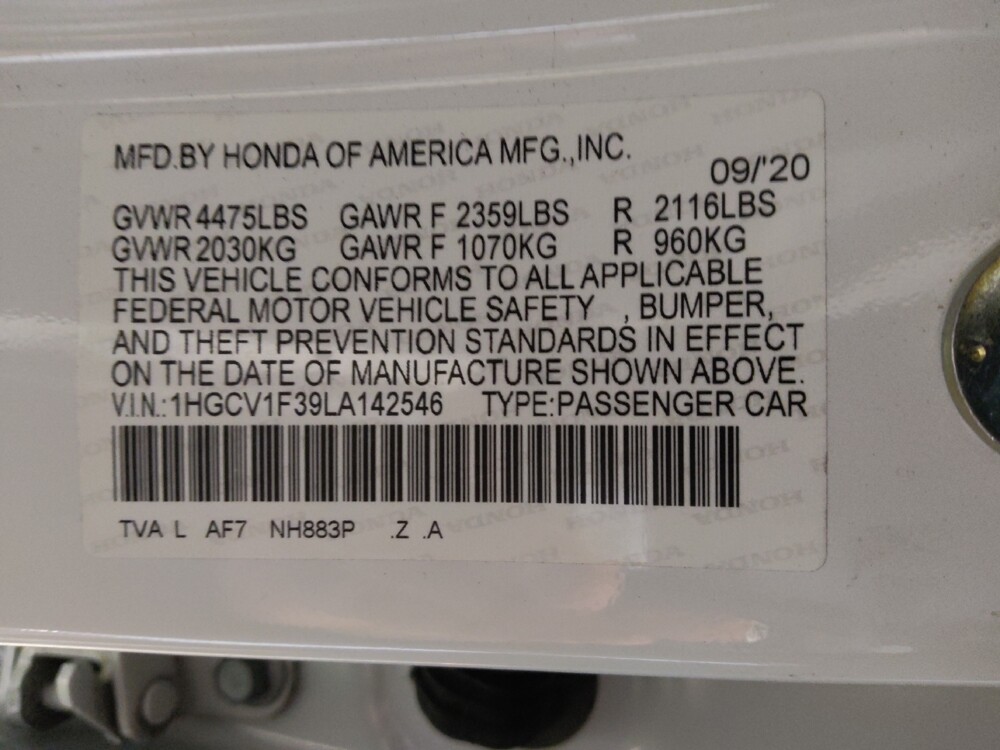 MFD.BY HONDA OF AMERICA MFG.,INC.
09/'20
GVWR 4475LBS GAWR F 2359LBS R 2116LBS
GVWR 2030KG GAWR F 1070KG R 960KG
THIS VEHICLE CONFORMS TO ALL APPLICABLE
FEDERAL MOTOR VEHICLE SAFETY , BUMPER,
AND THEFT PREVENTION STANDARDS IN EFFECT
ON THE DATE OF MANUFACTURE SHOWN ABOVE.
V.I.N.:1HGCV1F39LA142546 TYPE:PASSENGER CAR
TVA L AF7 NH883P .Z .A